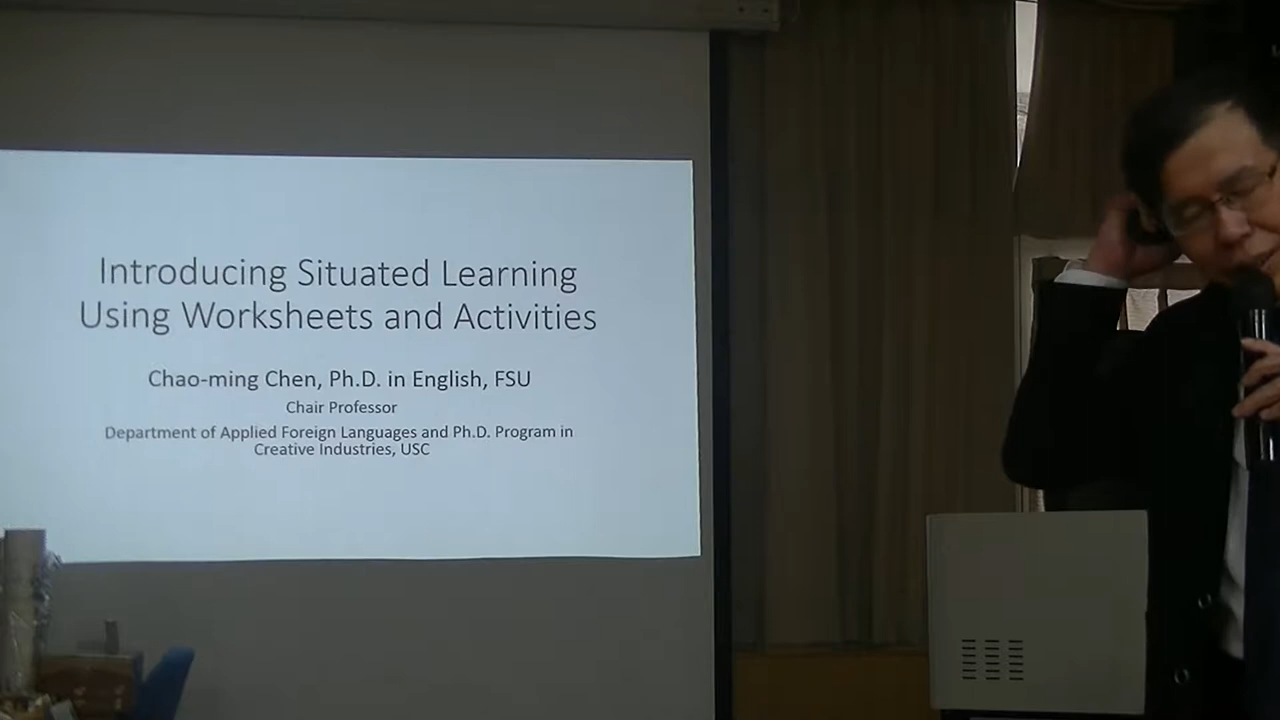 Introducing Situated Learning
Using Worksheets and Activities
Chao-ming Chen, Ph.D. in English, FSU
Chair Professor
Department of Applied Foreign Languages and Ph.D. Program in
Creative Industries, USC